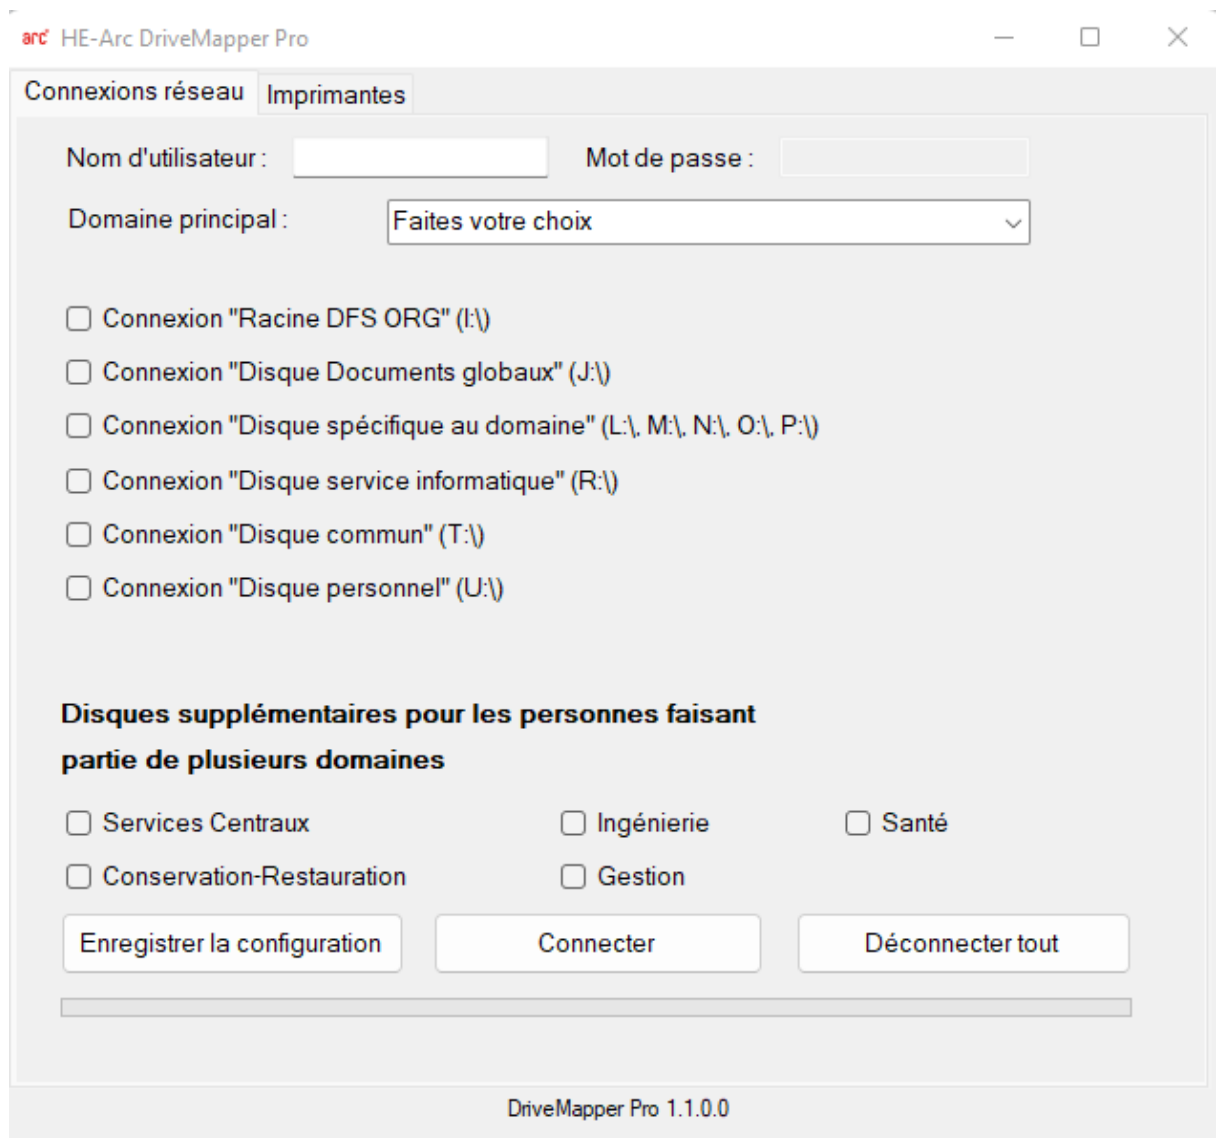 arc HE-Arc DriveMapper Pro
Connexions réseau Imprimantes
Nom d'utilisateur : Mot de passe :
Domaine principal : Faites votre choix
Connexion "Racine DFS ORG" (I:\)
Connexion "Disque Documents globaux" (J:\)
Connexion "Disque spécifique au domaine" (L:\, M:\, N:\, O:\, P:\)
Connexion "Disque service informatique" (R:\)
Connexion "Disque commun" (T:\)
Connexion "Disque personnel" (U:\)
Disques supplémentaires pour les personnes faisant
partie de plusieurs domaines
Services Centraux Ingénierie Santé
Conservation-Restauration Gestion
Enregistrer la configuration Connecter Déconnecter tout
DriveMapper Pro 1.1.0.0